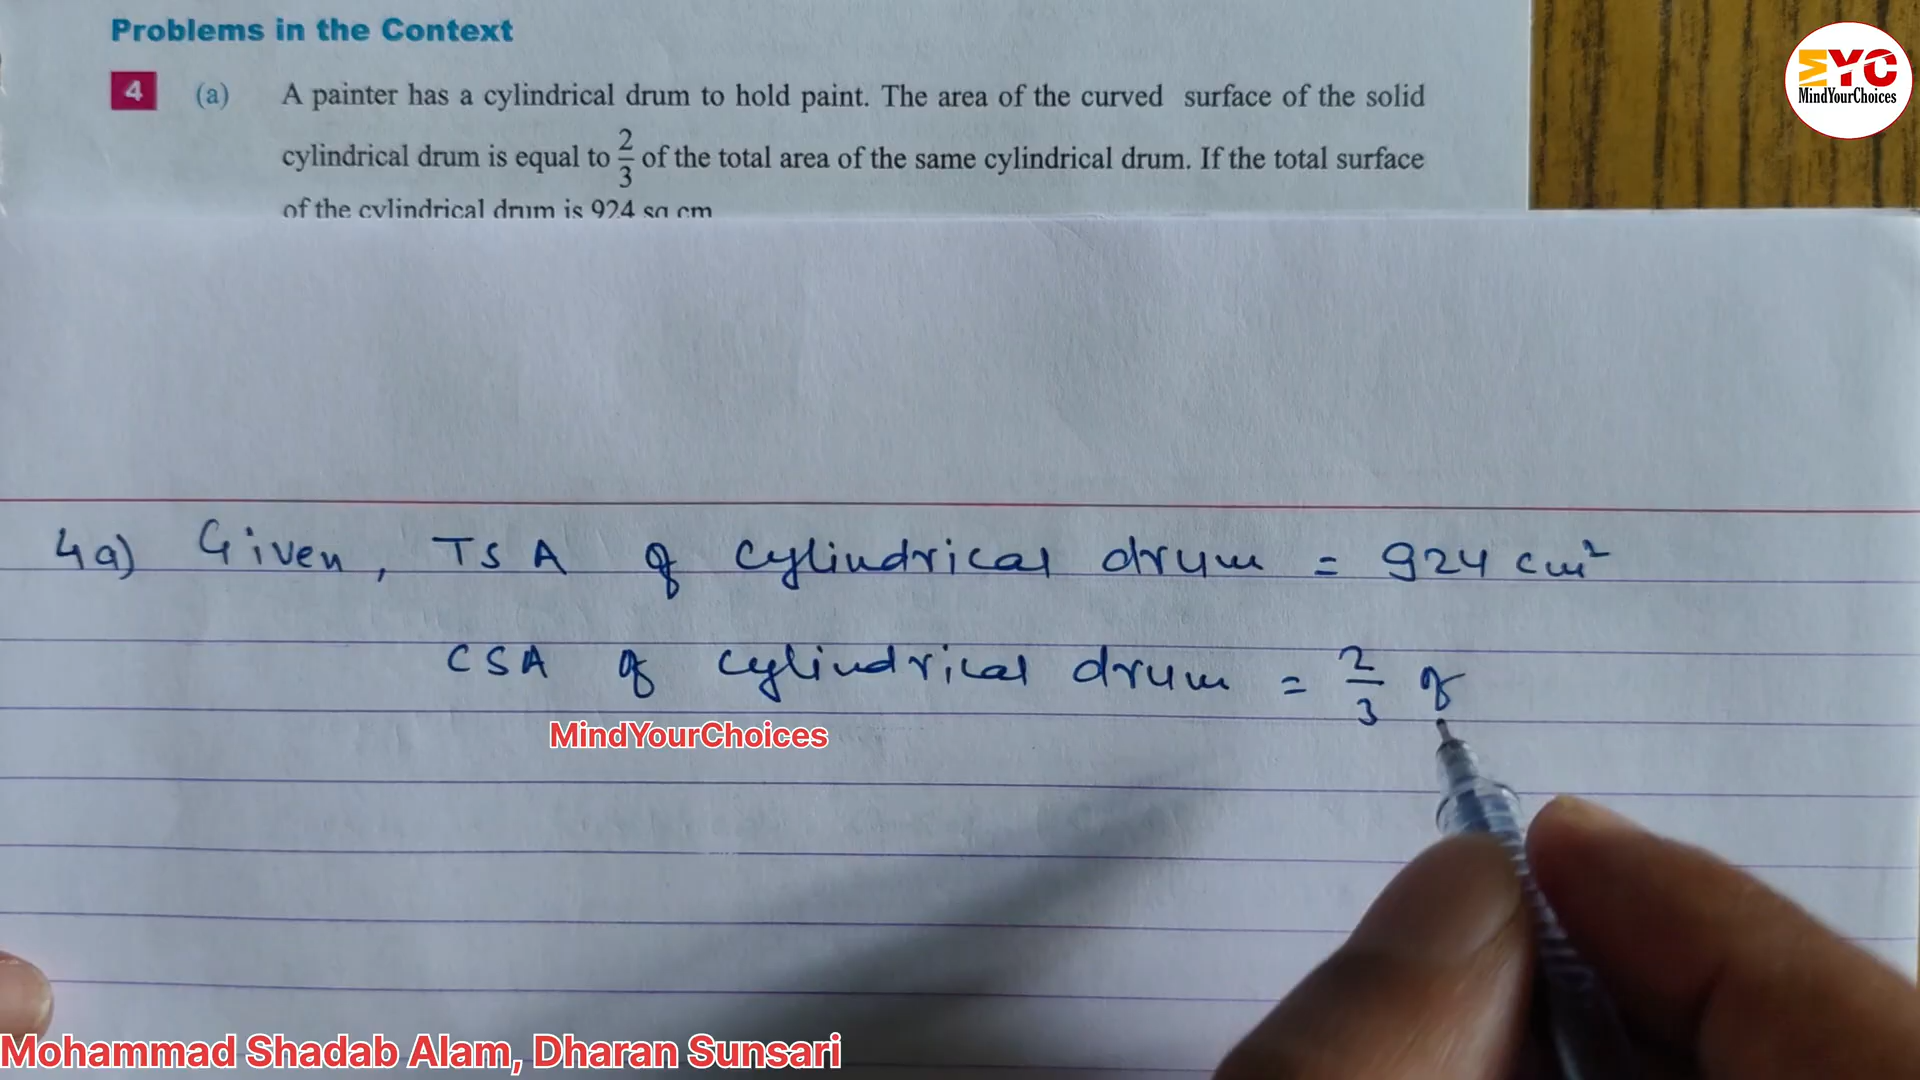 Problems in the Context
MYC
MindYourChoices
4 (a) A painter has a cylindrical drum to hold paint. The area of the curved surface of the solid
cylindrical drum is equal to 2/3 of the total area of the same cylindrical drum. If the total surface
of the cylindrical drum is 924 sq cm
4a) Given, TSA of cylindrical drum = 924 cm²
CSA of cylindrical drum = 2/3 of
MindYourChoices
Mohammad Shadab Alam, Dharan Sunsari